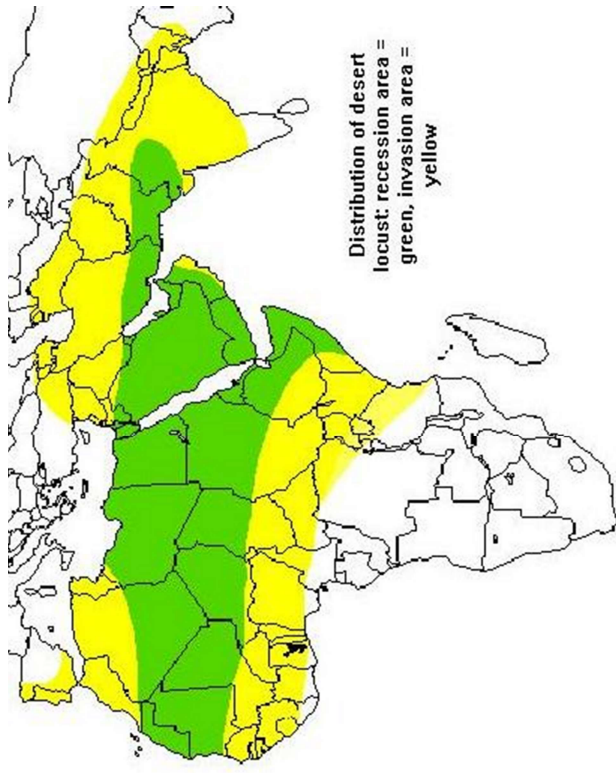 Distribution of desert
locust: recession area =
green, invasion area =
yellow